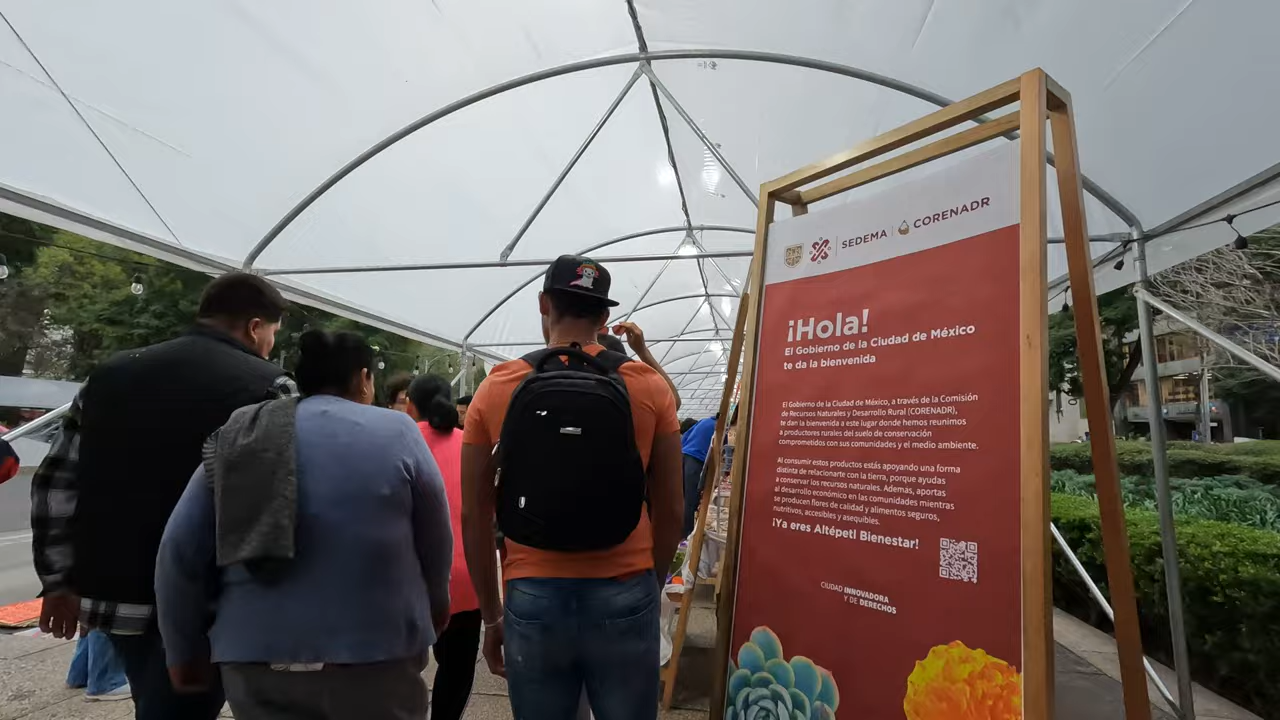 SEDEMA
CORENADR
¡Hola!
El Gobierno de la Ciudad de México
te da la bienvenida
El Gobierno de la Ciudad de México, a través de la Comisión
de Recursos Naturales y Desarrollo Rural (CORENADR),
te dan la bienvenida a este lugar donde hemos reunimos
a productores rurales del suelo de conservación
comprometidos con sus comunidades y el medio ambiente.
Al consumir estos productos estás apoyando una forma
distinta de relacionarte con la tierra, porque ayudas
a conservar los recursos naturales. Además, aportas
al desarrollo económico en las comunidades mientras
se producen flores de calidad y alimentos seguros,
nutritivos, accesibles y asequibles.
¡Ya eres Altépetl Bienestar!
CIUDAD INNOVADORA
Y DE DERECHOS